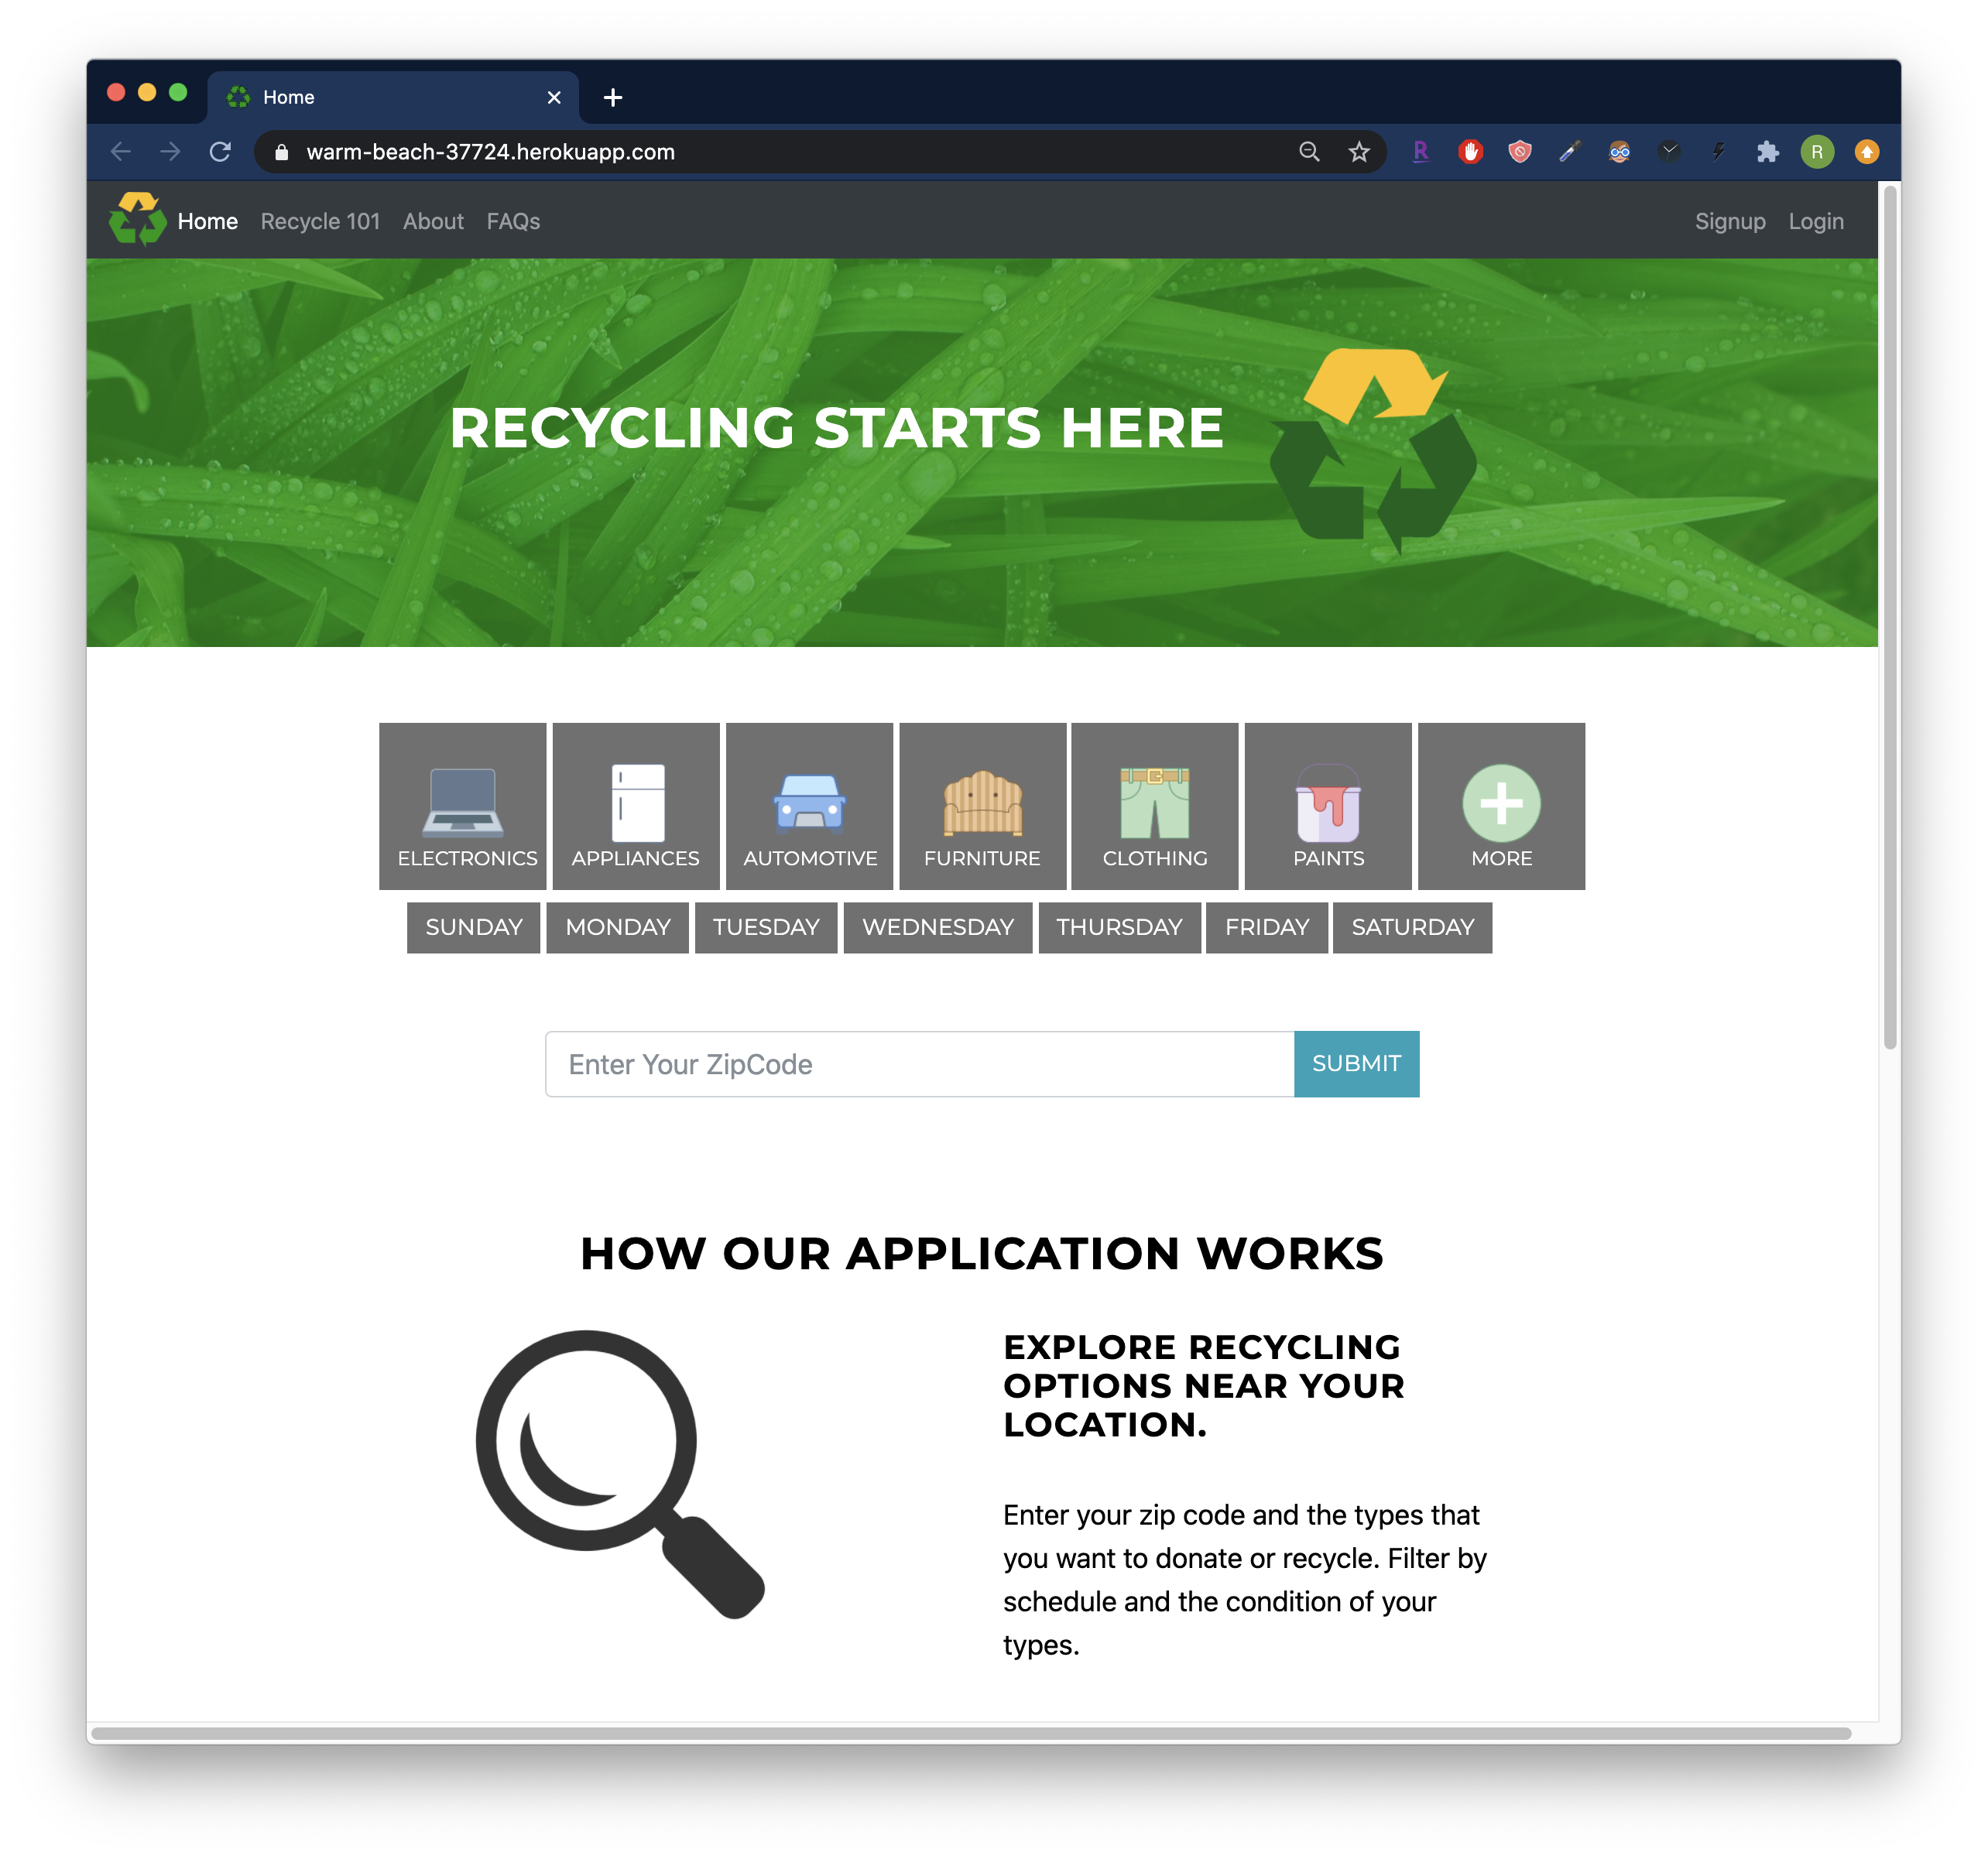 Home
warm-beach-37724.herokuapp.com
R
R
Home Recycle 101 About FAQs Signup Login
RECYCLING STARTS HERE
ELECTRONICS APPLIANCES AUTOMOTIVE FURNITURE CLOTHING PAINTS MORE
SUNDAY MONDAY TUESDAY WEDNESDAY THURSDAY FRIDAY SATURDAY
Enter Your ZipCode SUBMIT
HOW OUR APPLICATION WORKS
EXPLORE RECYCLING
OPTIONS NEAR YOUR
LOCATION.
Enter your zip code and the types that
you want to donate or recycle. Filter by
schedule and the condition of your
types.